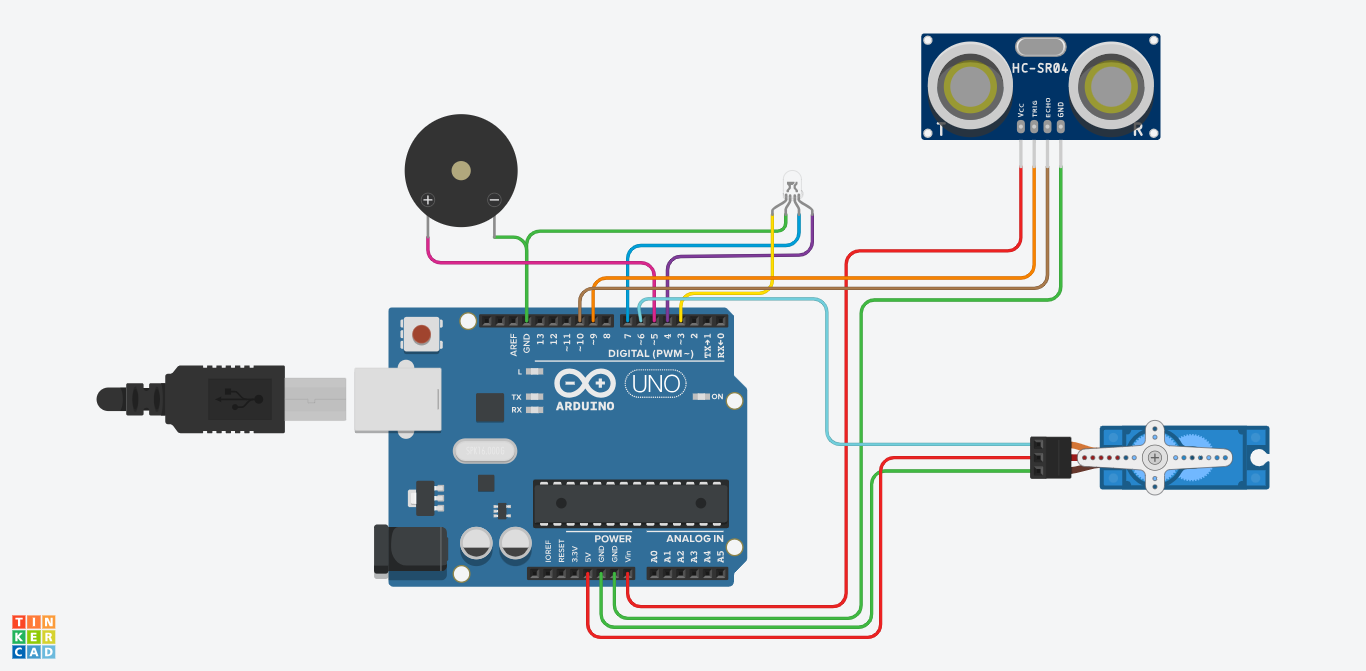 HC-SR04
VCC
TRIG
ECHO
GND
T
R
+
−
AREF
GND
13
12
~11
~10
~9
8
7
~6
~5
4
~3
2
TX→1
RX←0
DIGITAL (PWM~)
L
TX
RX
ON
UNO
ARDUINO
POWER
ANALOG IN
IOREF
RESET
3.3V
5V
GND
GND
Vin
A0
A1
A2
A3
A4
A5
TIN
KER
CAD